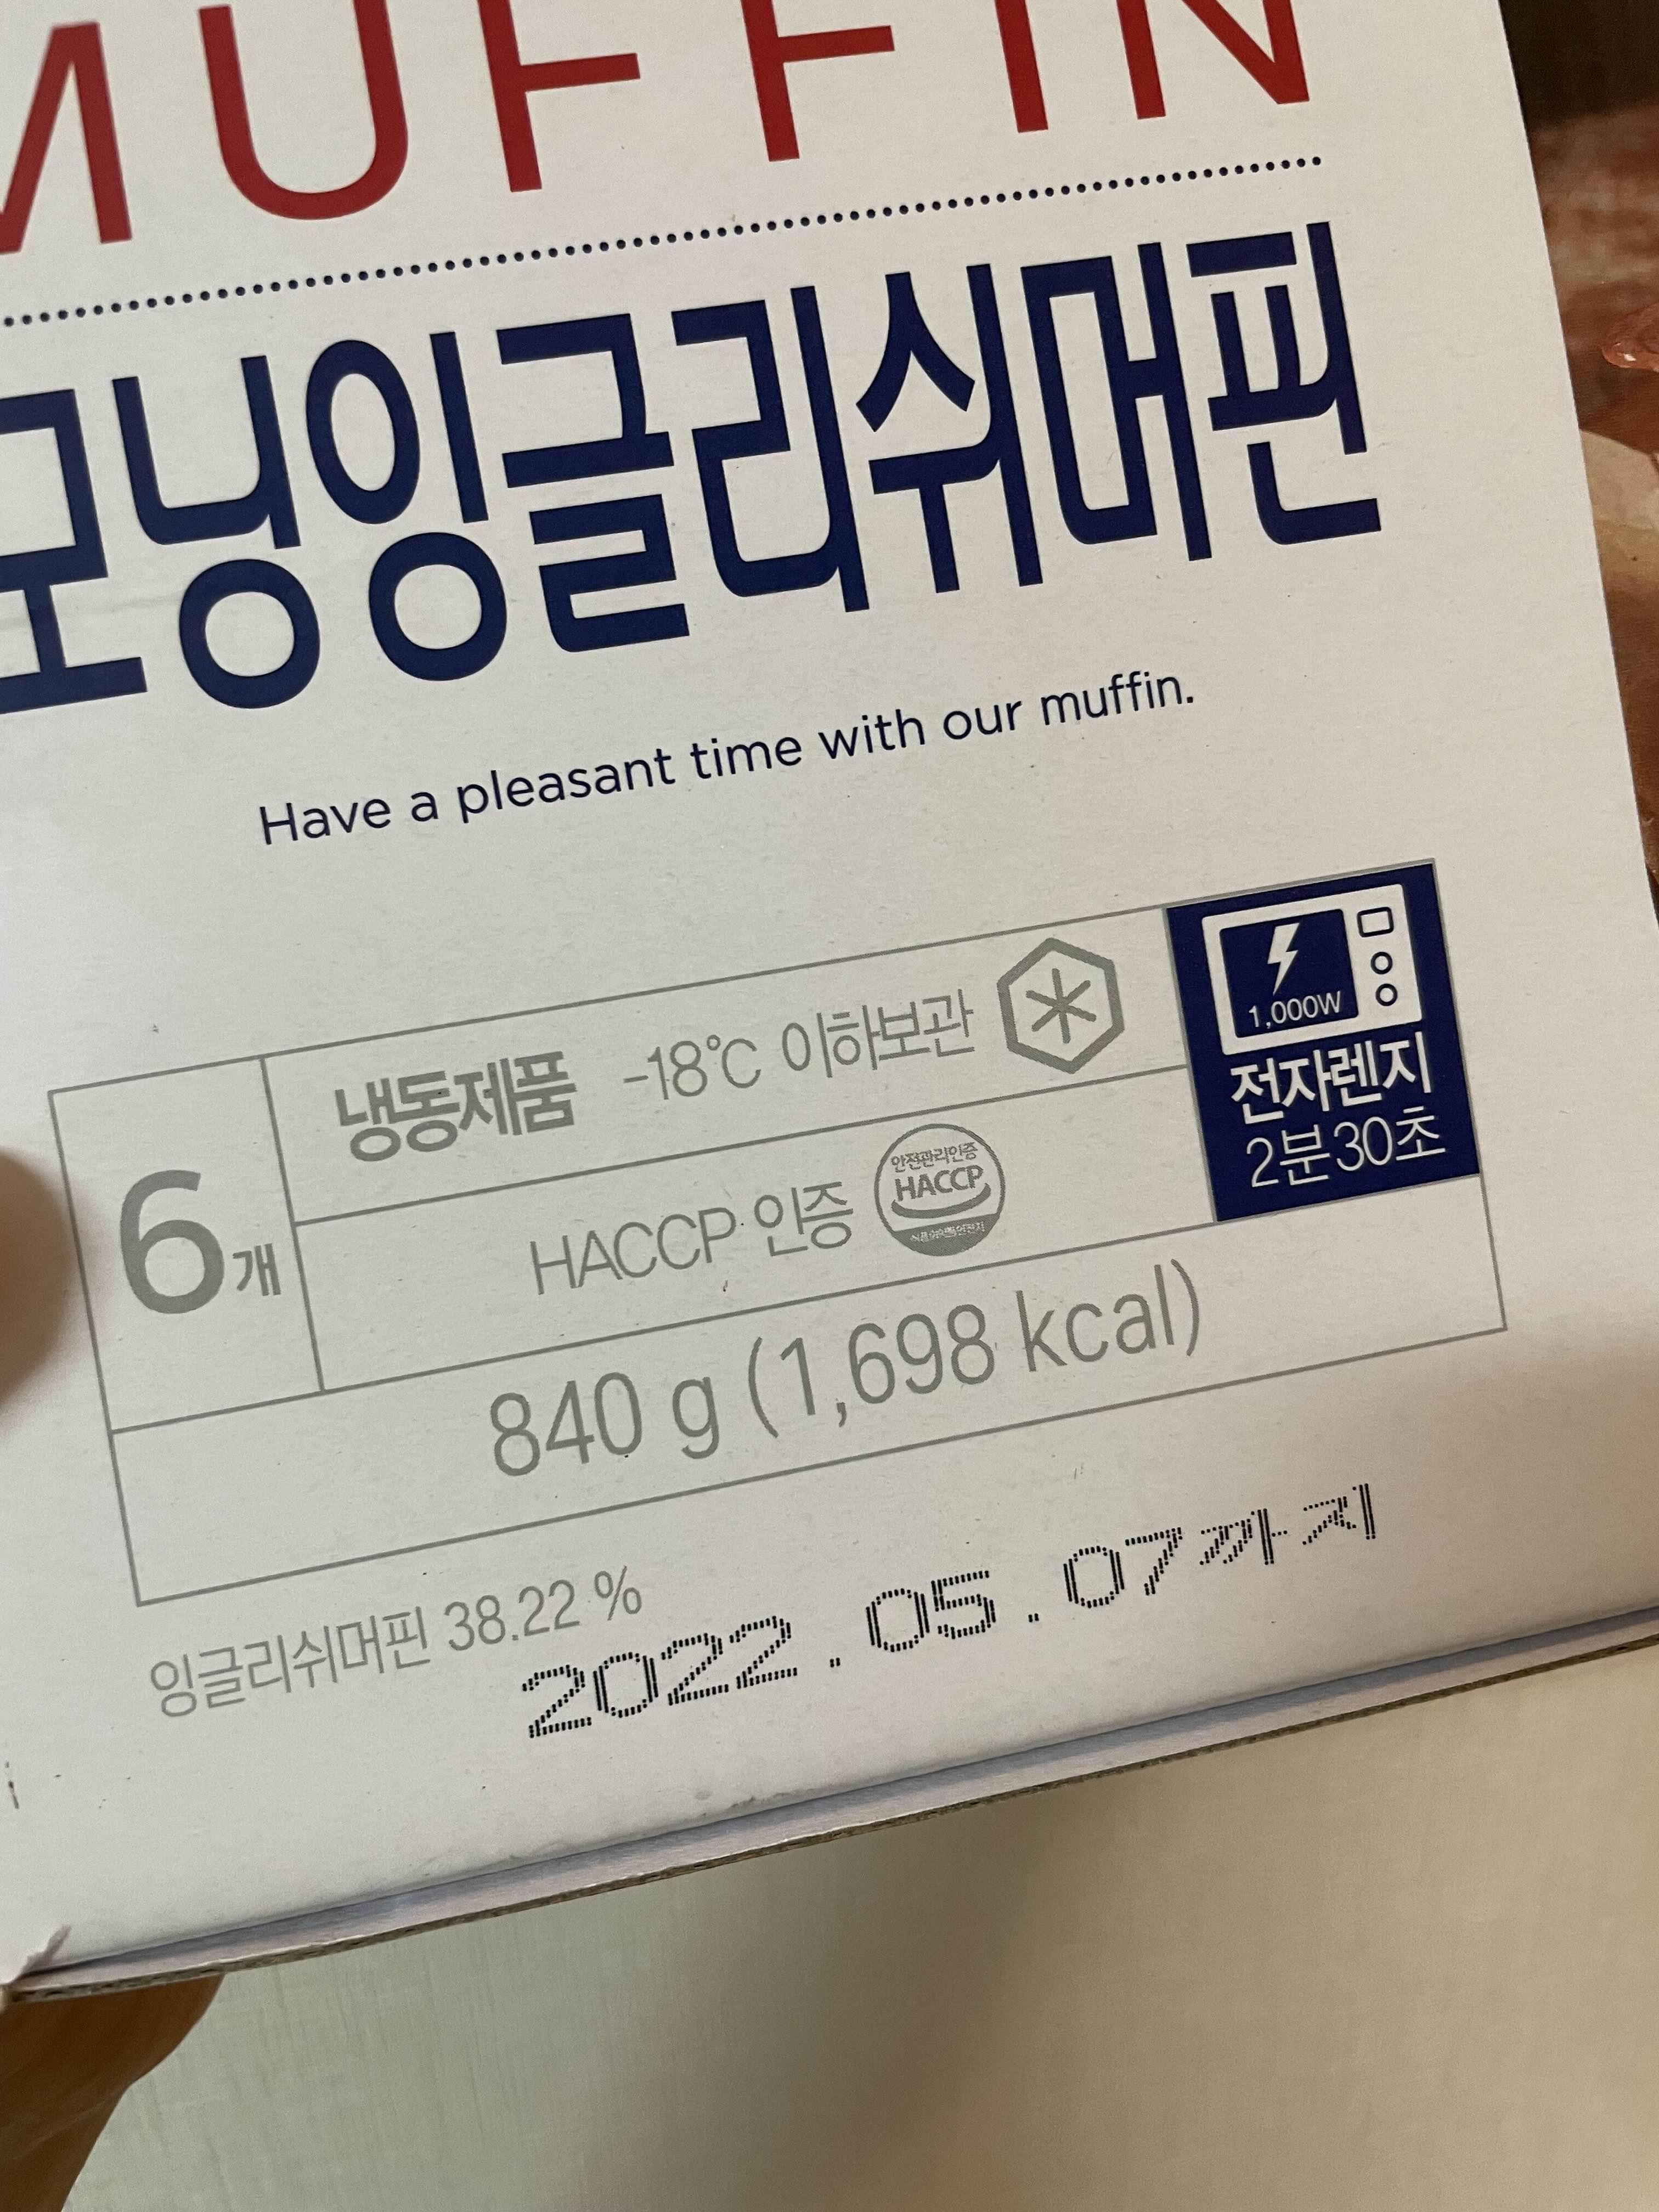 MUFFIN
모닝잉글리쉬머핀
Have a pleasant time with our muffin.
냉동제품 -18℃ 이하보관
1,000W
전자렌지
2분30초
6개
HACCP 인증
안전관리인증
HACCP
840 g (1,698 kcal)
잉글리쉬머핀 38.22 %
2022.05.07까지